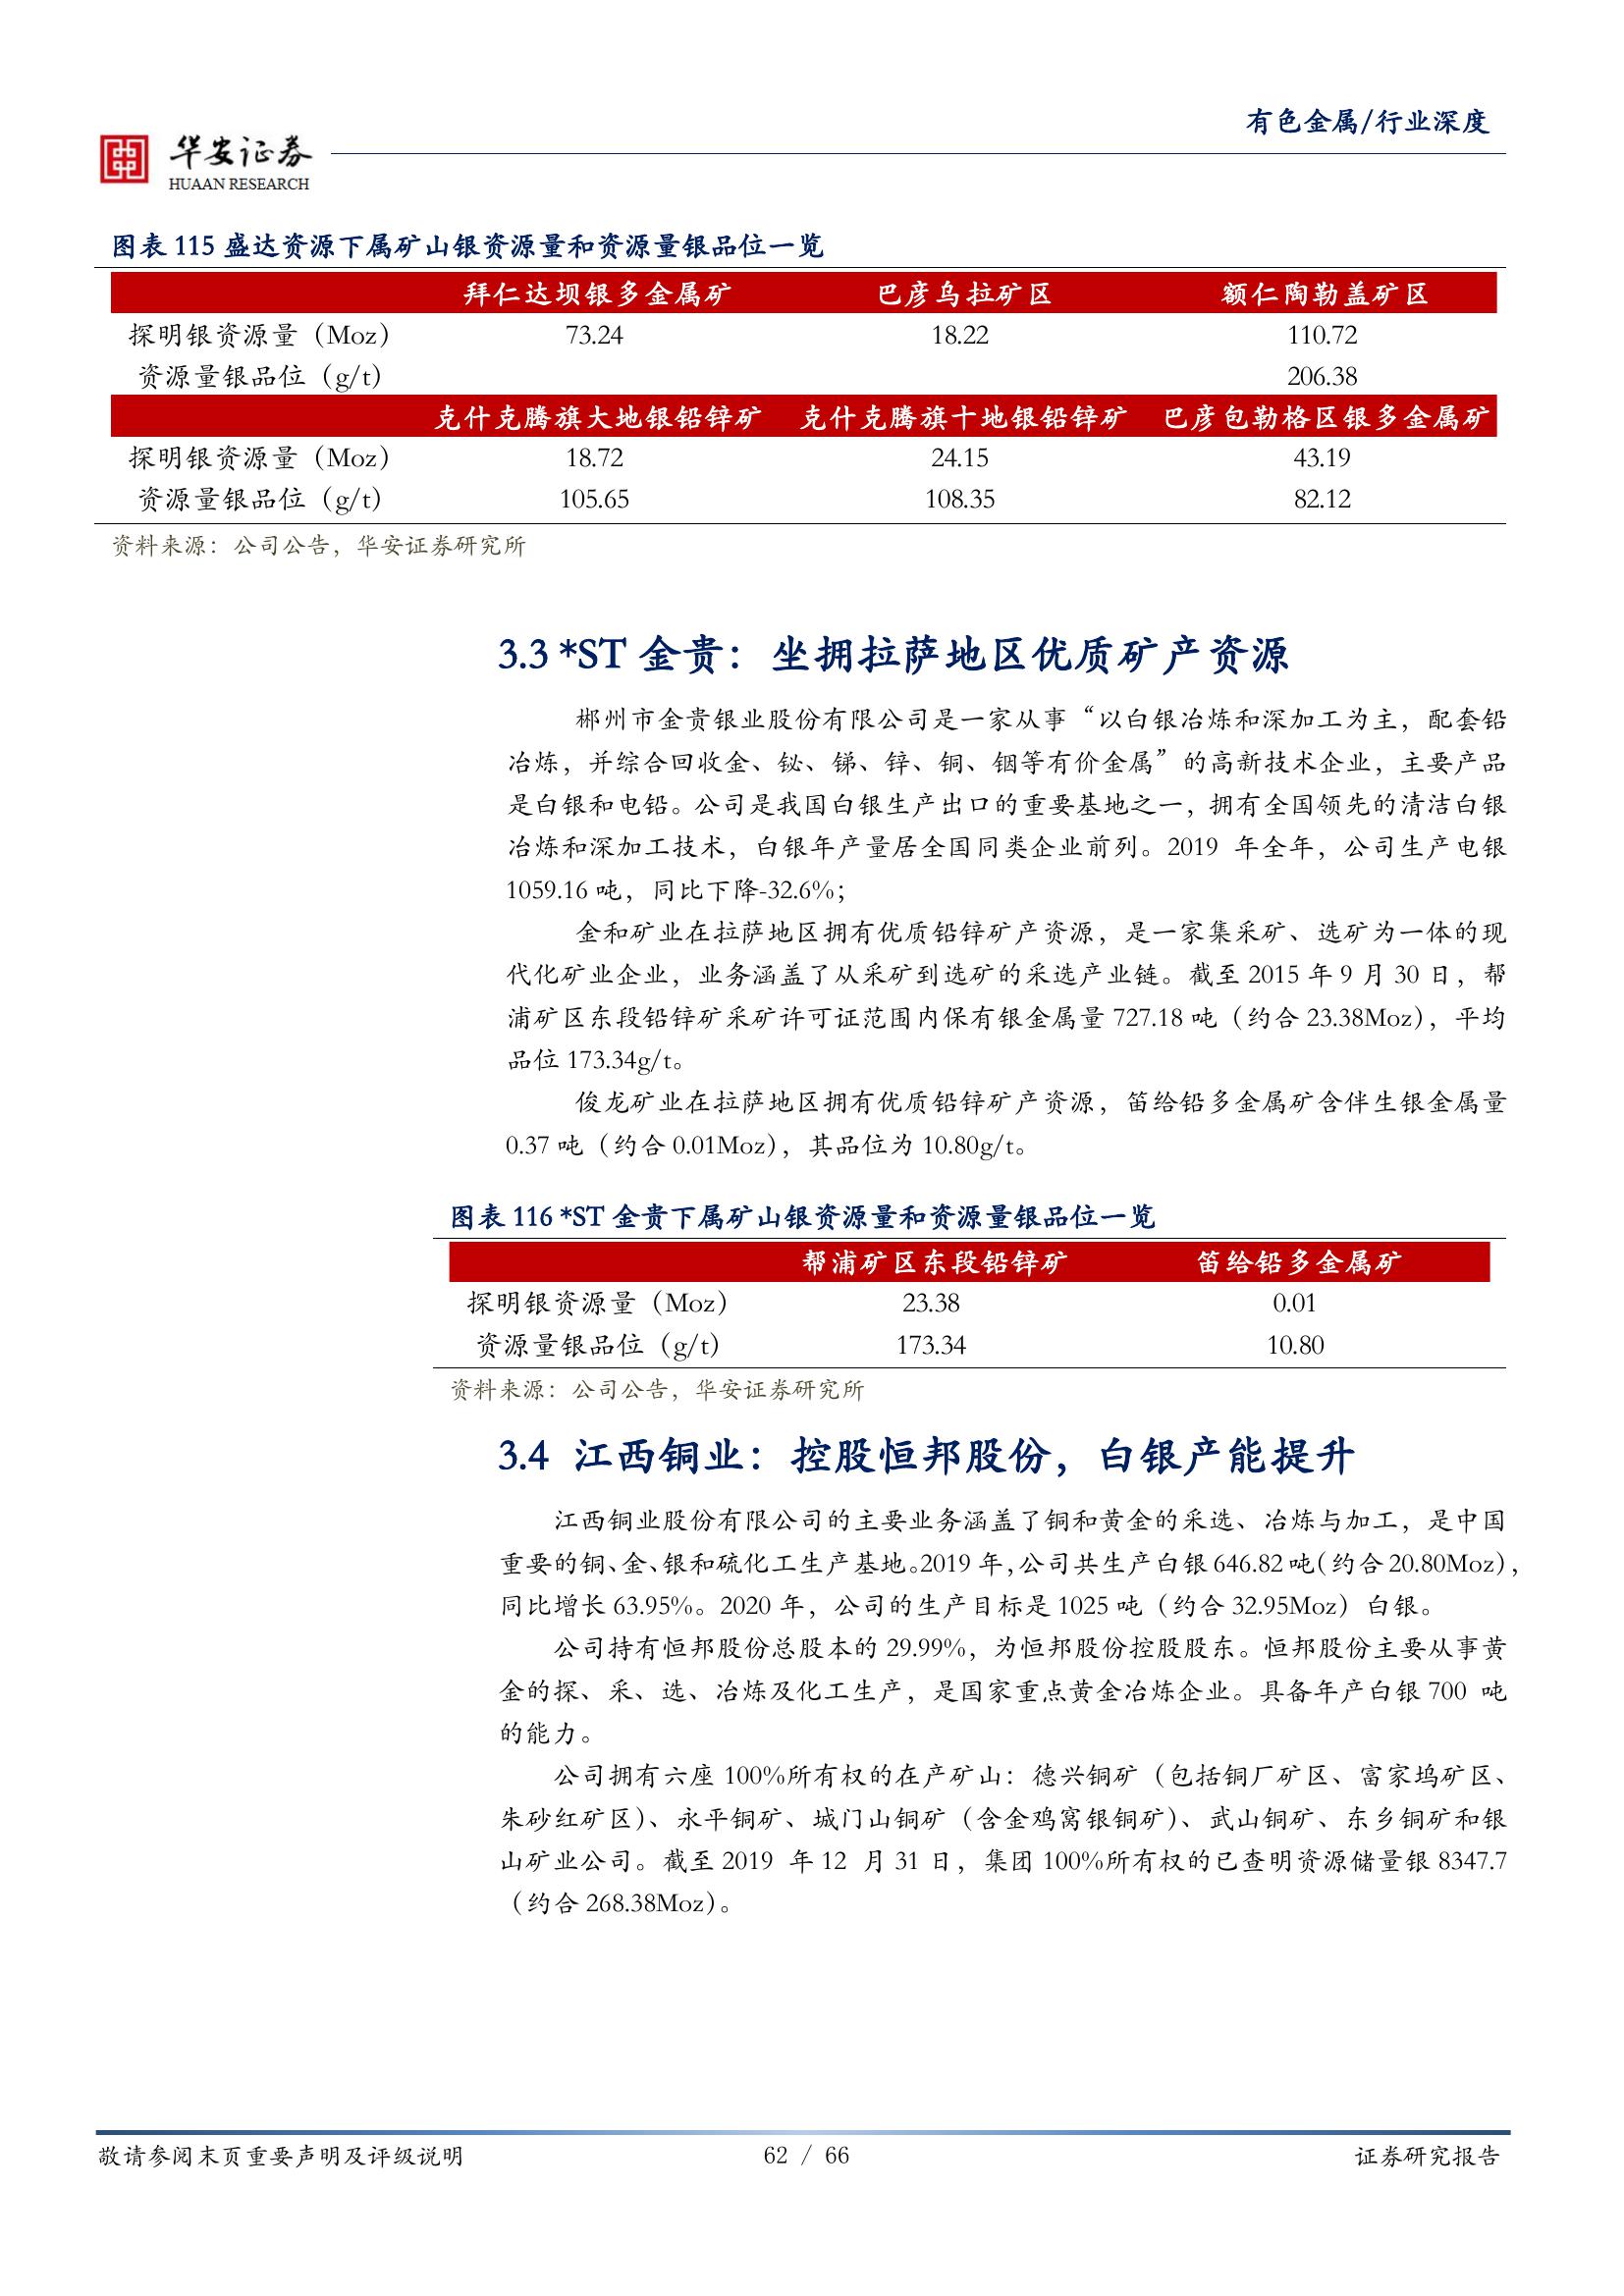 有色金属/行业深度
华安证券
HUAAN RESEARCH
图表 115 盛达资源下属矿山银资源量和资源量银品位一览
拜仁达坝银多金属矿 巴彦乌拉矿区 额仁陶勒盖矿区
探明银资源量（Moz） 73.24 18.22 110.72
资源量银品位（g/t） 206.38
克什克腾旗大地银铅锌矿 克什克腾旗十地银铅锌矿 巴彦包勒格区银多金属矿
探明银资源量（Moz） 18.72 24.15 43.19
资源量银品位（g/t） 105.65 108.35 82.12
资料来源：公司公告，华安证券研究所
3.3 *ST 金贵：坐拥拉萨地区优质矿产资源
郴州市金贵银业股份有限公司是一家从事“以白银冶炼和深加工为主，配套铅
冶炼，并综合回收金、铋、锑、锌、铜、铟等有价金属”的高新技术企业，主要产品
是白银和电铅。公司是我国白银生产出口的重要基地之一，拥有全国领先的清洁白银
冶炼和深加工技术，白银年产量居全国同类企业前列。2019 年全年，公司生产电银
1059.16 吨，同比下降-32.6%；
金和矿业在拉萨地区拥有优质铅锌矿产资源，是一家集采矿、选矿为一体的现
代化矿业企业，业务涵盖了从采矿到选矿的采选产业链。截至 2015 年 9 月 30 日，帮
浦矿区东段铅锌矿采矿许可证范围内保有银金属量 727.18 吨（约合 23.38Moz），平均
品位 173.34g/t。
俊龙矿业在拉萨地区拥有优质铅锌矿产资源，笛给铅多金属矿含伴生银金属量
0.37 吨（约合 0.01Moz），其品位为 10.80g/t。
图表 116 *ST 金贵下属矿山银资源量和资源量银品位一览
帮浦矿区东段铅锌矿 笛给铅多金属矿
探明银资源量（Moz） 23.38 0.01
资源量银品位（g/t） 173.34 10.80
资料来源：公司公告，华安证券研究所
3.4 江西铜业：控股恒邦股份，白银产能提升
江西铜业股份有限公司的主要业务涵盖了铜和黄金的采选、冶炼与加工，是中国
重要的铜、金、银和硫化工生产基地。2019 年，公司共生产白银 646.82 吨（约合 20.80Moz），
同比增长 63.95%。2020 年，公司的生产目标是 1025 吨（约合 32.95Moz）白银。
公司持有恒邦股份总股本的 29.99%，为恒邦股份控股股东。恒邦股份主要从事黄
金的探、采、选、冶炼及化工生产，是国家重点黄金冶炼企业。具备年产白银 700 吨
的能力。
公司拥有六座 100%所有权的在产矿山：德兴铜矿（包括铜厂矿区、富家坞矿区、
朱砂红矿区）、永平铜矿、城门山铜矿（含金鸡窝银铜矿）、武山铜矿、东乡铜矿和银
山矿业公司。截至 2019 年 12 月 31 日，集团 100%所有权的已查明资源储量银 8347.7
（约合 268.38Moz）。
敬请参阅末页重要声明及评级说明 62 / 66 证券研究报告